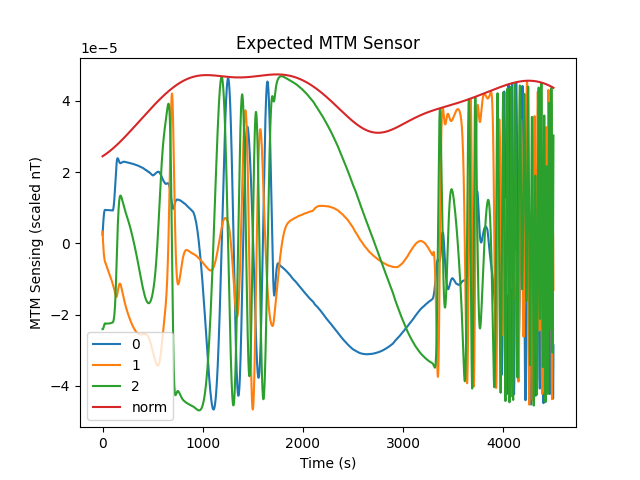 Expected MTM Sensor
1e−5
MTM Sensing (scaled nT)
4
2
0
−2
−4
0
1
2
norm
0 1000 2000 3000 4000
Time (s)